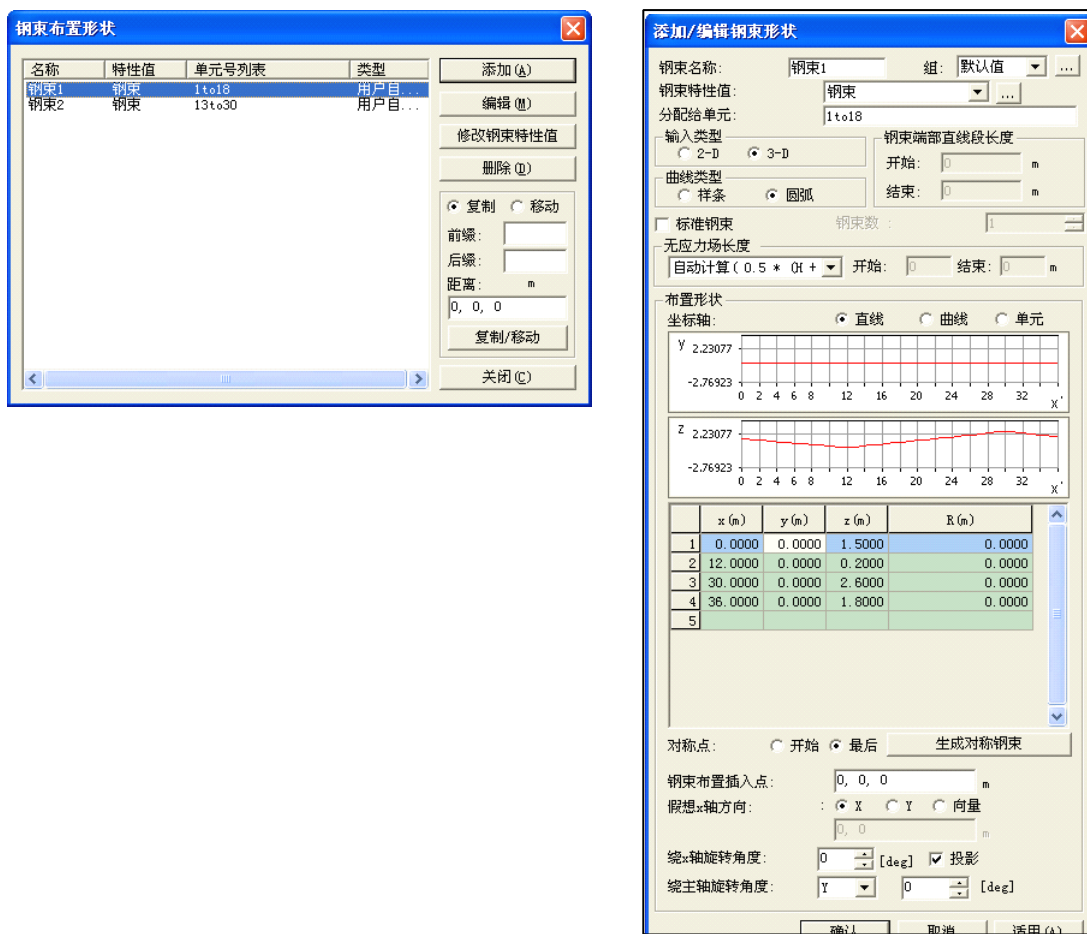 钢束布置形状
名称 特性值 单元号列表 类型
钢束1 钢束 1to18 用户自...
钢束2 钢束 13to30 用户自...
添加(A)
编辑(M)
修改钢束特性值
删除(D)
复制 移动
前缀:
后缀:
距离: m
0, 0, 0
复制/移动
关闭(C)
添加/编辑钢束形状
钢束名称: 钢束1 组: 默认值 ...
钢束特性值: 钢束 ...
分配给单元: 1to18
输入类型 钢束端部直线段长度
2-D 3-D 开始: 0 m
曲线类型
样条 圆弧 结束: 0 m
标准钢束 钢束数 : 1
无应力场长度
自动计算( 0.5 * (H + 开始: 0 结束: 0 m
布置形状
坐标轴: 直线 曲线 单元
y 2.23077
-2.76923
0 2 4 6 8 12 16 20 24 28 32 x'
z 2.23077
-2.76923
0 2 4 6 8 12 16 20 24 28 32 x'
x(m) y(m) z(m) R(m)
1 0.0000 0.0000 1.5000 0.0000
2 12.0000 0.0000 0.2000 0.0000
3 30.0000 0.0000 2.6000 0.0000
4 36.0000 0.0000 1.8000 0.0000
5
对称点: 开始 最后 生成对称钢束
钢束布置插入点: 0, 0, 0 m
假想x轴方向: : X Y 向量
0, 0 m
绕x轴旋转角度: 0 [deg] 投影
绕主轴旋转角度: Y 0 [deg]
确认 取消 适用(A)